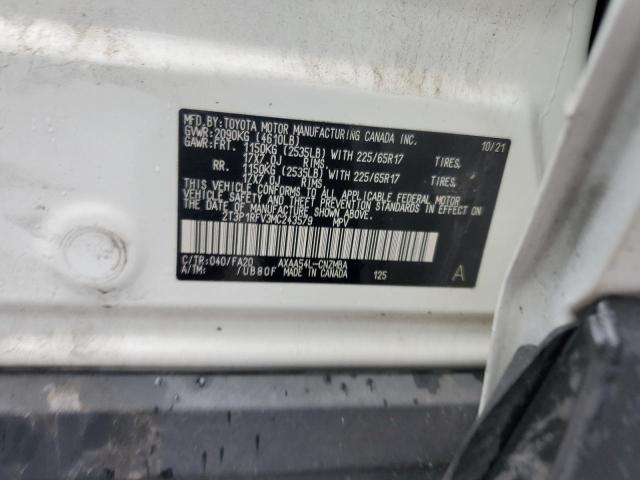 MFD.BY:TOYOTA MOTOR MANUFACTURING CANADA INC. 10/21
GVWR:2090KG (4610LB)
GAWR:FRT. 1150KG (2535LB) WITH 225/65R17 TIRES,
17X7.0J RIMS,
RR. 1150KG (2535LB) WITH 225/65R17 TIRES,
17X7.0J RIMS,
THIS VEHICLE CONFORMS TO ALL APPLICABLE FEDERAL MOTOR
VEHICLE SAFETY AND THEFT PREVENTION STANDARDS IN EFFECT
ON THE DATE OF MANUFACTURE SHOWN ABOVE.
2T3P1RFV3MC243579 MPV
C/TR:040/FA20 AXAA54L-CNZMBA
A/TM: /UB80F MADE IN CANADA 125 A